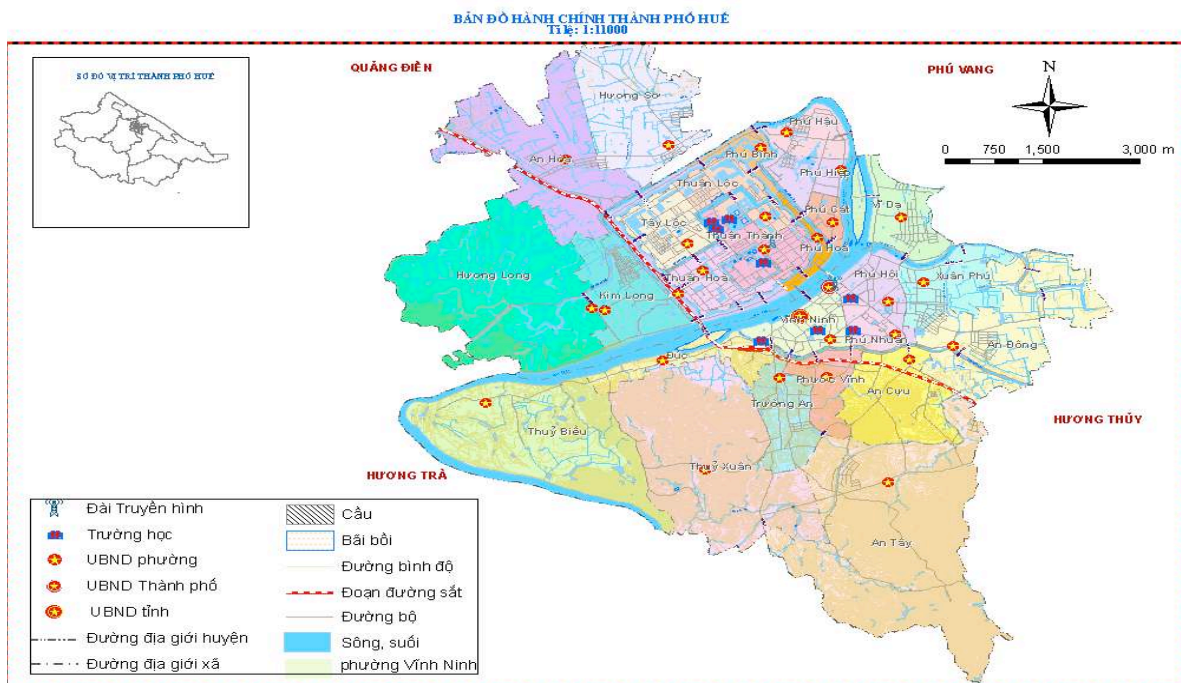 BẢN ĐỒ HÀNH CHÍNH THÀNH PHỐ HUẾ
Tỉ lệ: 1:11000
SƠ ĐỒ VỊ TRÍ THÀNH PHỐ HUẾ
QUẢNG ĐIỀN
PHÚ VANG
N
0 750 1,500 3,000 m
Hương Sơ
An Hoà
Phú Hậu
Phú Bình
Phú Hiệp
Thuận Lộc
Tây Lộc
Phú Cát
Vĩ Dạ
Thuận Thành
Phú Hoà
Hương Long
Thuận Hoà
Kim Long
Phú Hội
Xuân Phú
Vĩnh Ninh
Phú Nhuận
An Đông
Đúc
Phước Vĩnh
Trường An
An Cựu
HƯƠNG THỦY
Thuỷ Biều
HƯƠNG TRÀ
Thuỷ Xuân
An Tây
Đài Truyền hình
Trường học
UBND phường
UBND Thành phố
UBND tỉnh
Đường địa giới huyện
Đường địa giới xã
Cầu
Bãi bồi
Đường bình độ
Đoạn đường sắt
Đường bộ
Sông, suối
phường Vĩnh Ninh